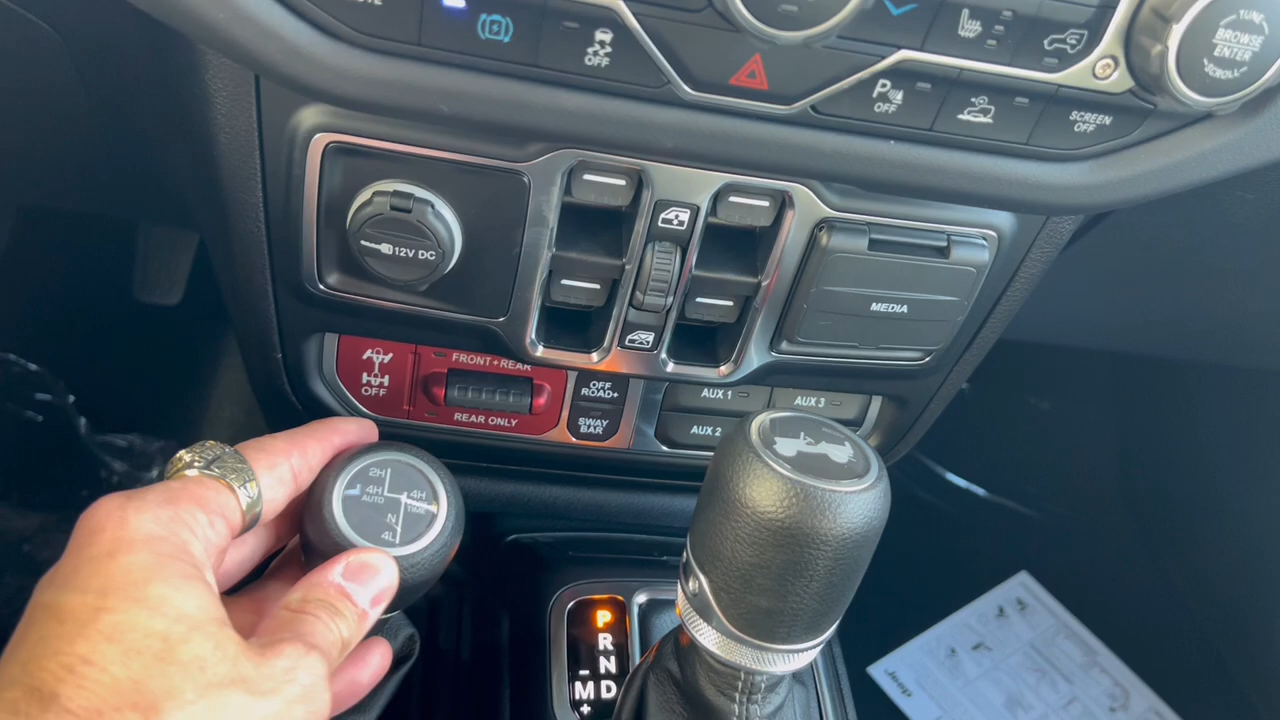 OFF
P
OFF
SCREEN
OFF
TUNE
BROWSE
ENTER
SCROLL
12V DC
MEDIA
OFF
FRONT+REAR
REAR ONLY
OFF
ROAD+
SWAY
BAR
AUX 1
AUX 3
AUX 2
2H
4H
AUTO
4H
TIME
N
4L
P
R
N
D
-
M
+
Jeep